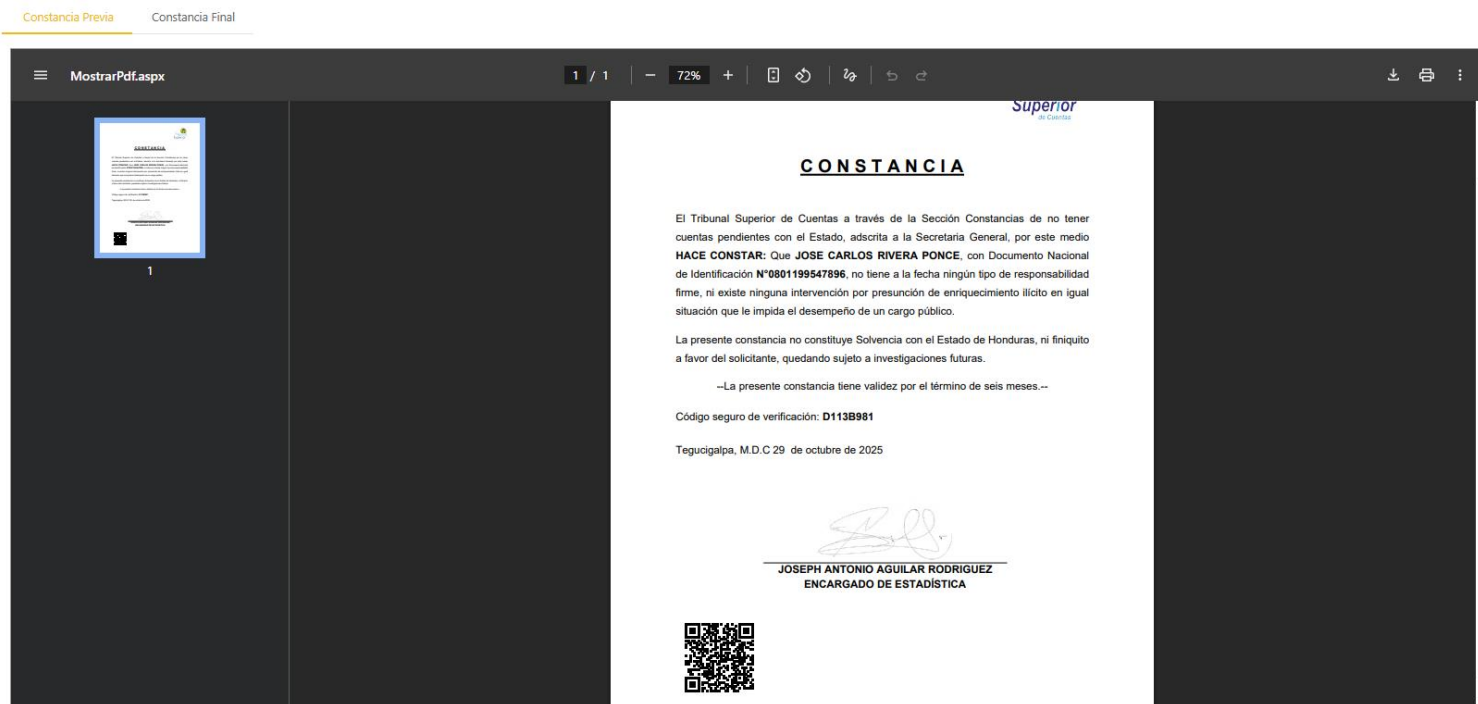 Constancia Previa Constancia Final
MostrarPdf.aspx 1 / 1 72%
Superior
de Cuentas
CONSTANCIA
El Tribunal Superior de Cuentas a través de la Sección Constancias de no tener
cuentas pendientes con el Estado, adscrita a la Secretaria General, por este medio
HACE CONSTAR: Que JOSE CARLOS RIVERA PONCE, con Documento Nacional
de Identificación N°0801199547896, no tiene a la fecha ningún tipo de responsabilidad
firme, ni existe ninguna intervención por presunción de enriquecimiento ilícito en igual
situación que le impida el desempeño de un cargo público.
La presente constancia no constituye Solvencia con el Estado de Honduras, ni finiquito
a favor del solicitante, quedando sujeto a investigaciones futuras.
--La presente constancia tiene validez por el término de seis meses.--
Código seguro de verificación: D113B981
Tegucigalpa, M.D.C 29 de octubre de 2025
JOSEPH ANTONIO AGUILAR RODRIGUEZ
ENCARGADO DE ESTADÍSTICA
1